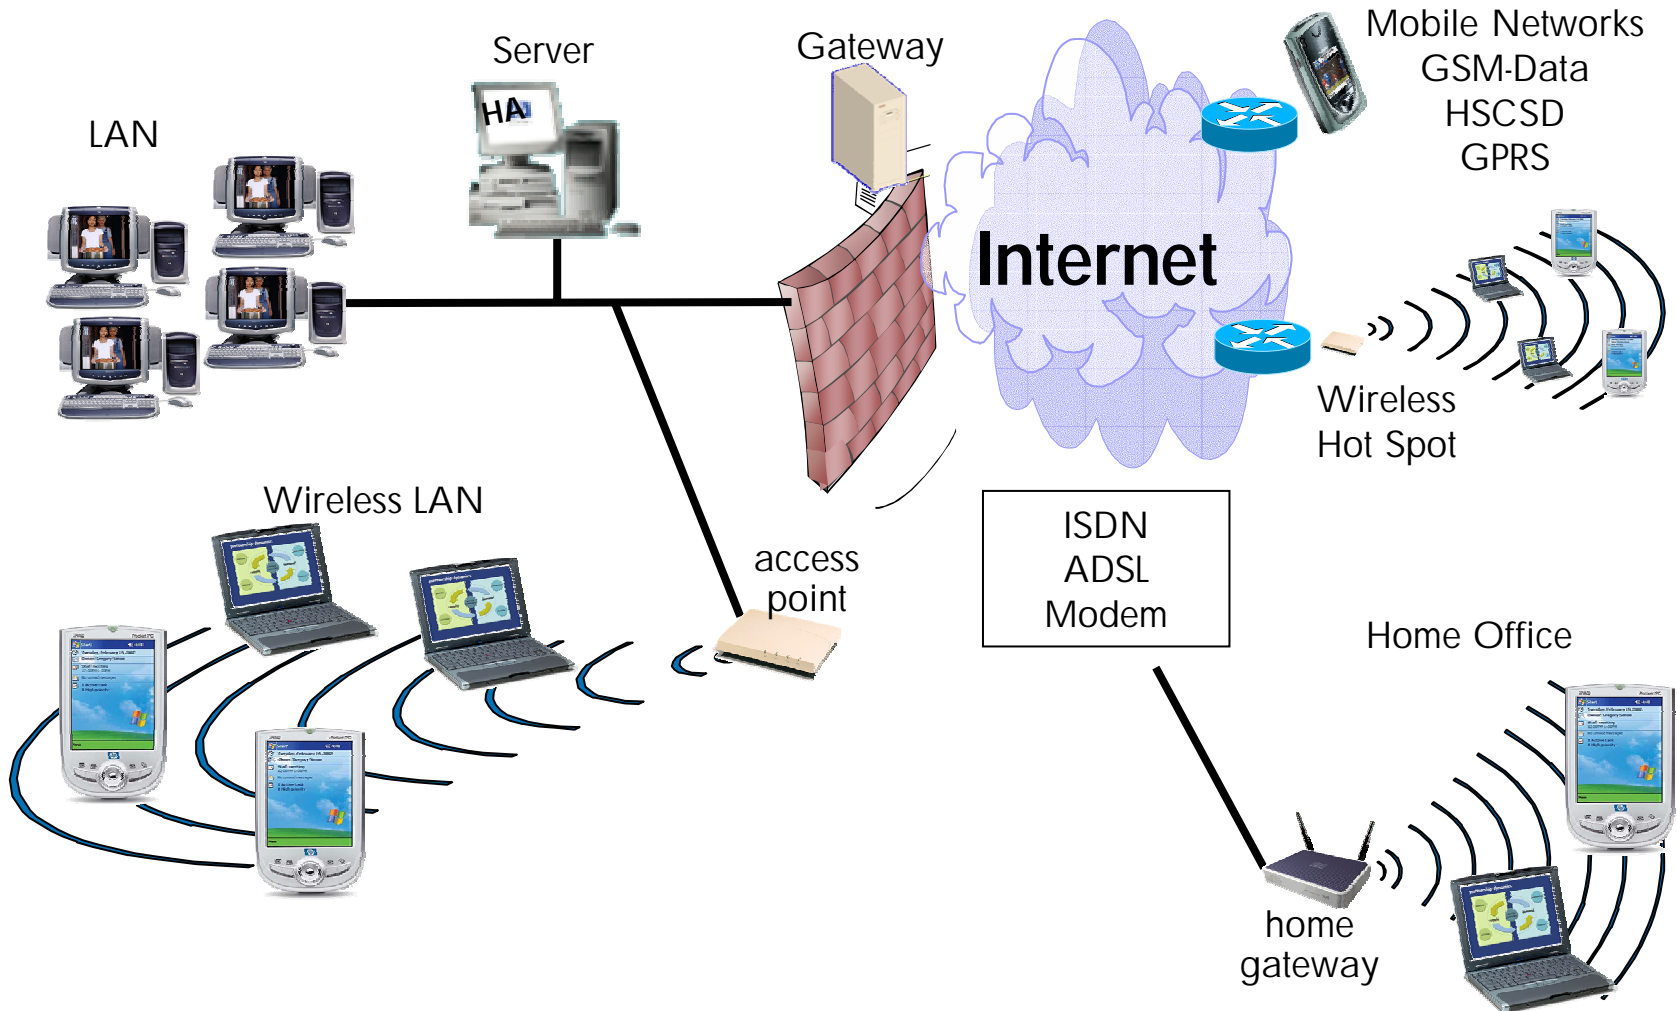 Mobile Networks
GSM-Data
HSCSD
GPRS
Server
Gateway
HA
LAN
Internet
Wireless
Hot Spot
Wireless LAN
ISDN
ADSL
Modem
access
point
Home Office
home
gateway